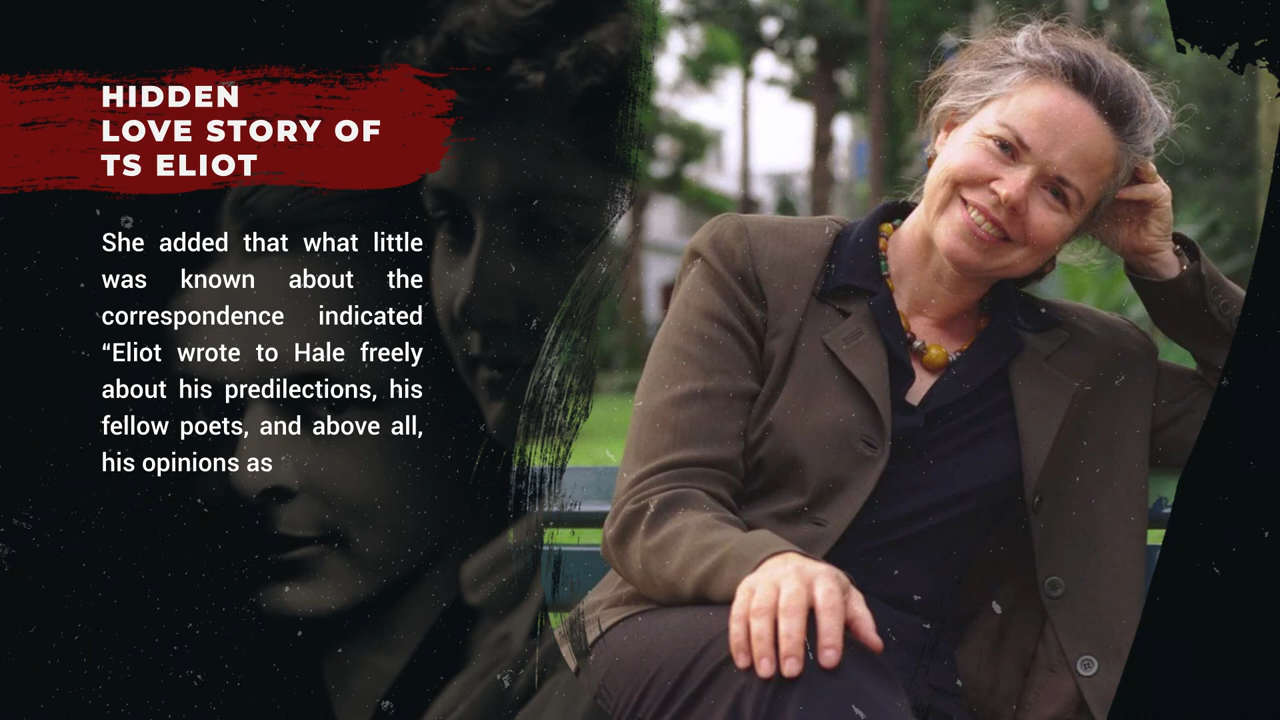 HIDDEN
LOVE STORY OF
TS ELIOT
She added that what little
was known about the
correspondence indicated
“Eliot wrote to Hale freely
about his predilections, his
fellow poets, and above all,
his opinions as